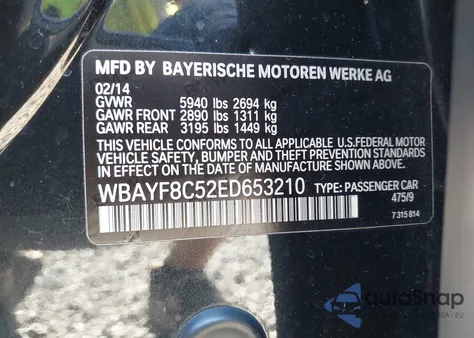 MFD BY BAYERISCHE MOTOREN WERKE AG
02/14
GVWR 5940 lbs 2694 kg
GAWR FRONT 2890 lbs 1311 kg
GAWR REAR 3195 lbs 1449 kg
THIS VEHICLE CONFORMS TO ALL APPLICABLE U.S.FEDERAL MOTOR
VEHICLE SAFETY, BUMPER AND THEFT PREVENTION STANDARDS
IN EFFECT ON THE DATE OF MANUFACTURE SHOWN ABOVE.
WBAYF8C52ED653210 TYPE: PASSENGER CAR
475/9
7 315 814
autoSnap